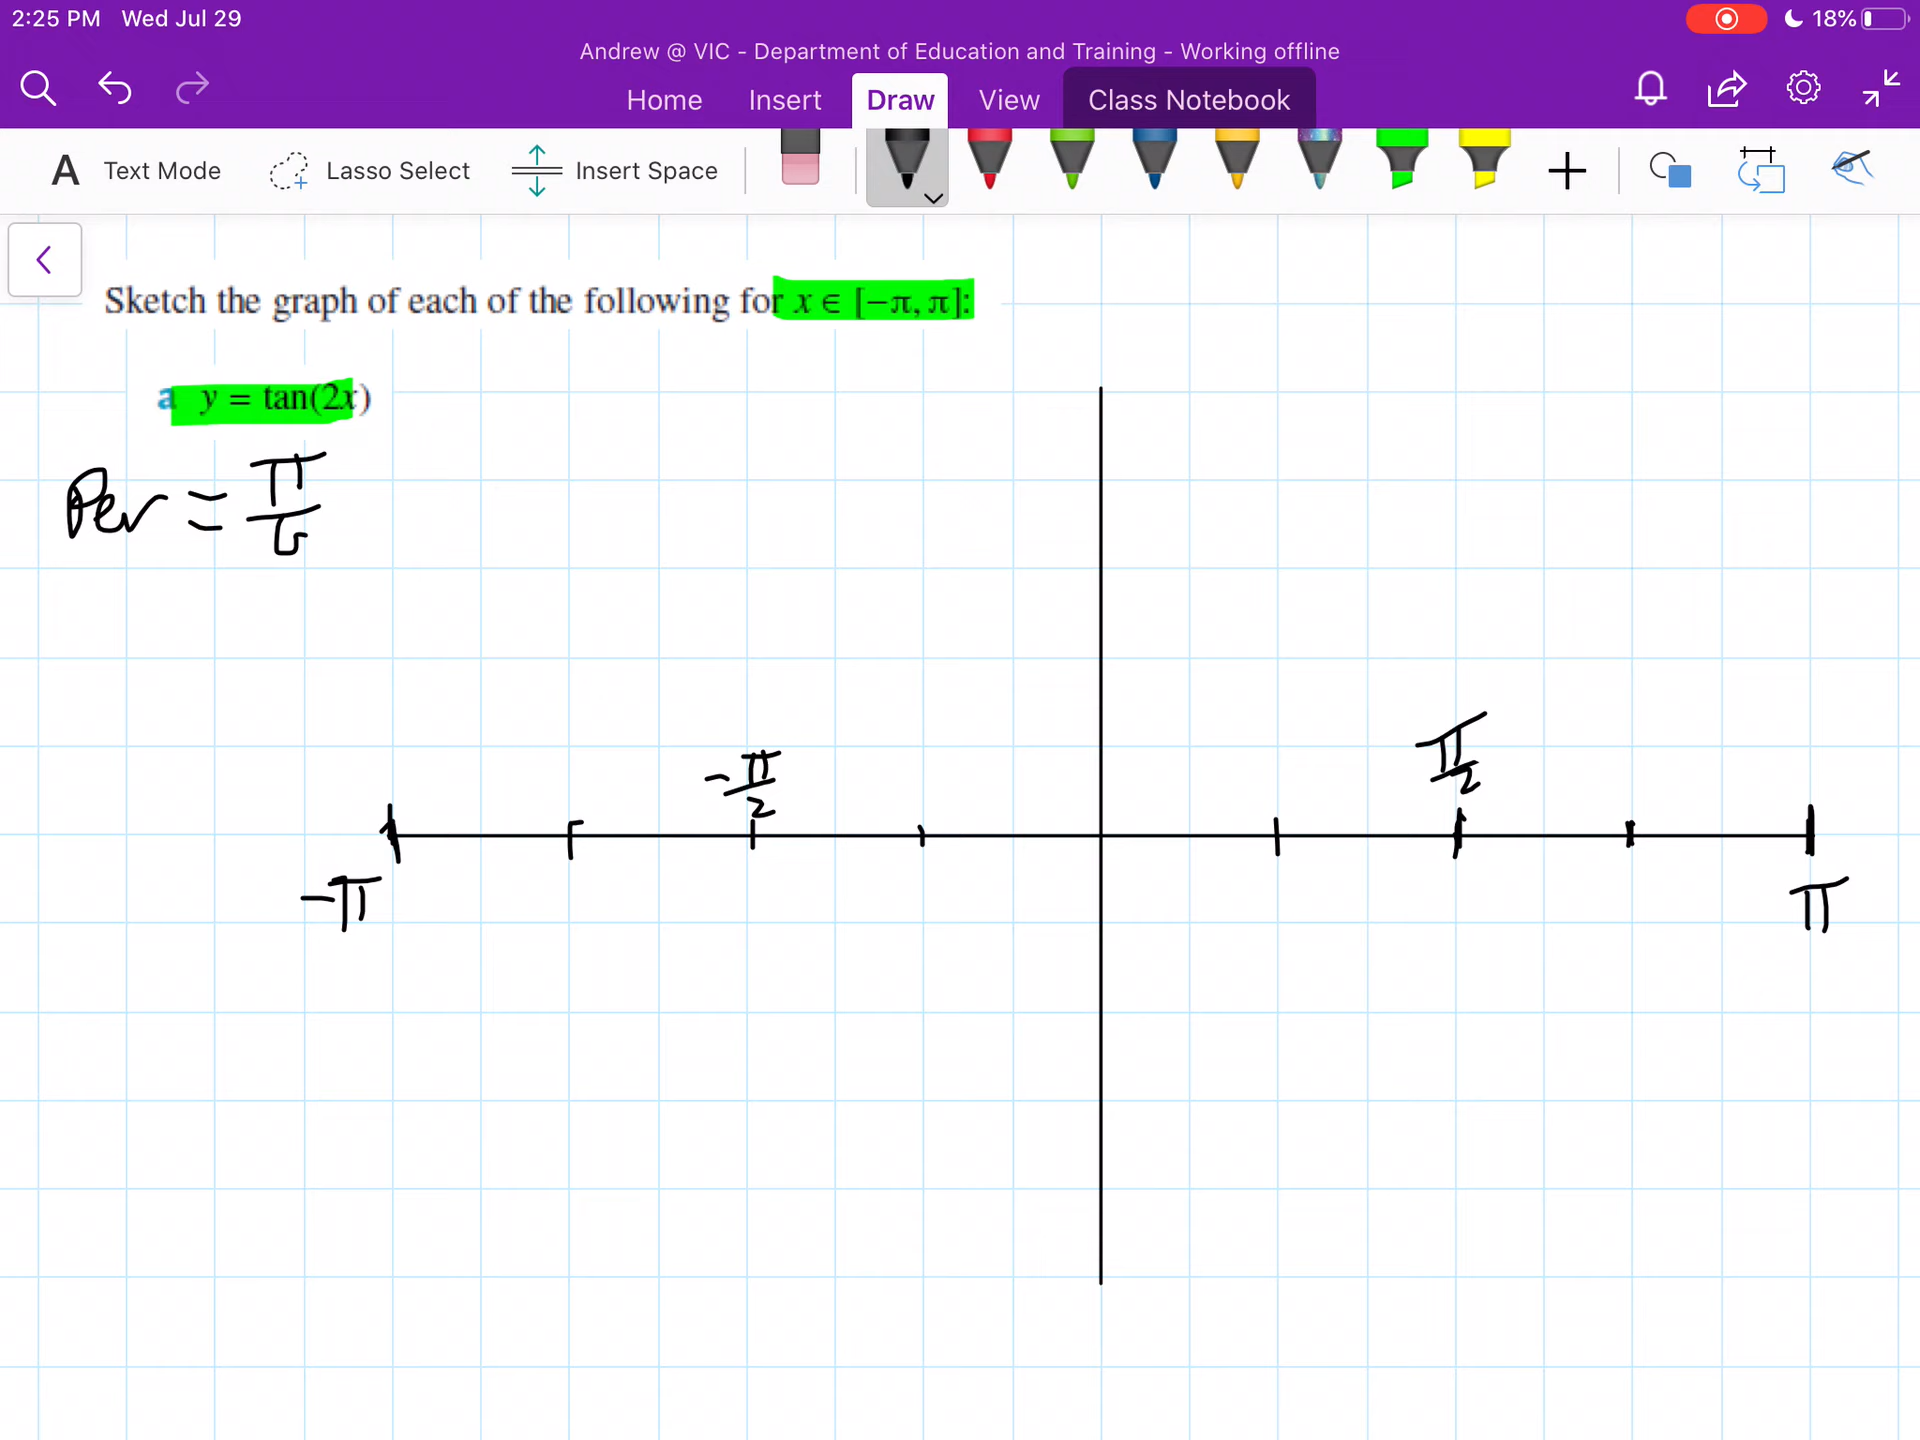 2:25 PM Wed Jul 29
18%
Andrew @ VIC - Department of Education and Training - Working offline
Home Insert Draw View Class Notebook
A Text Mode Lasso Select Insert Space
Sketch the graph of each of the following for x ∈ [−π, π]:
a y = tan(2x)
Per = π/b
-π/2
π/2
-π
π